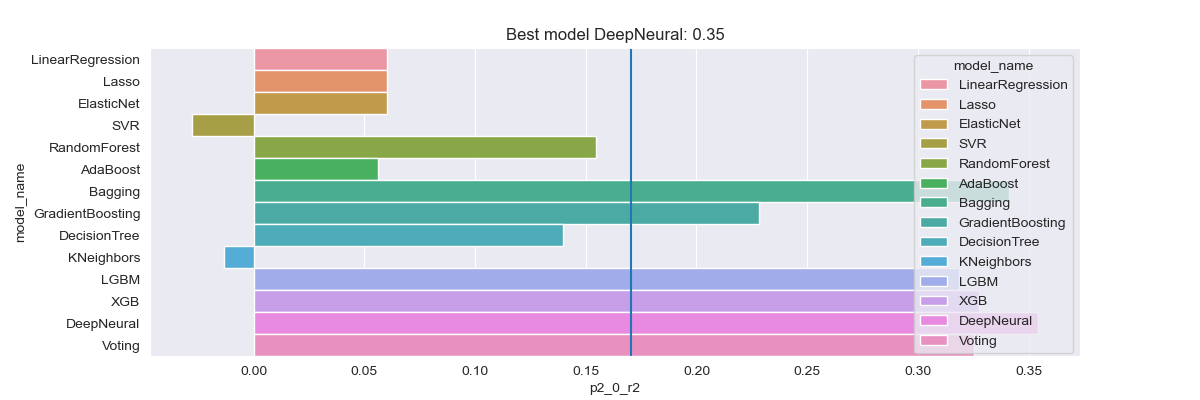 Best model DeepNeural: 0.35
model_name
LinearRegression
Lasso
ElasticNet
SVR
RandomForest
AdaBoost
Bagging
GradientBoosting
DecisionTree
KNeighbors
LGBM
XGB
DeepNeural
Voting
model_name
LinearRegression
Lasso
ElasticNet
SVR
RandomForest
AdaBoost
Bagging
GradientBoosting
DecisionTree
KNeighbors
LGBM
XGB
DeepNeural
Voting
0.00 0.05 0.10 0.15 0.20 0.25 0.30 0.35
p2_0_r2